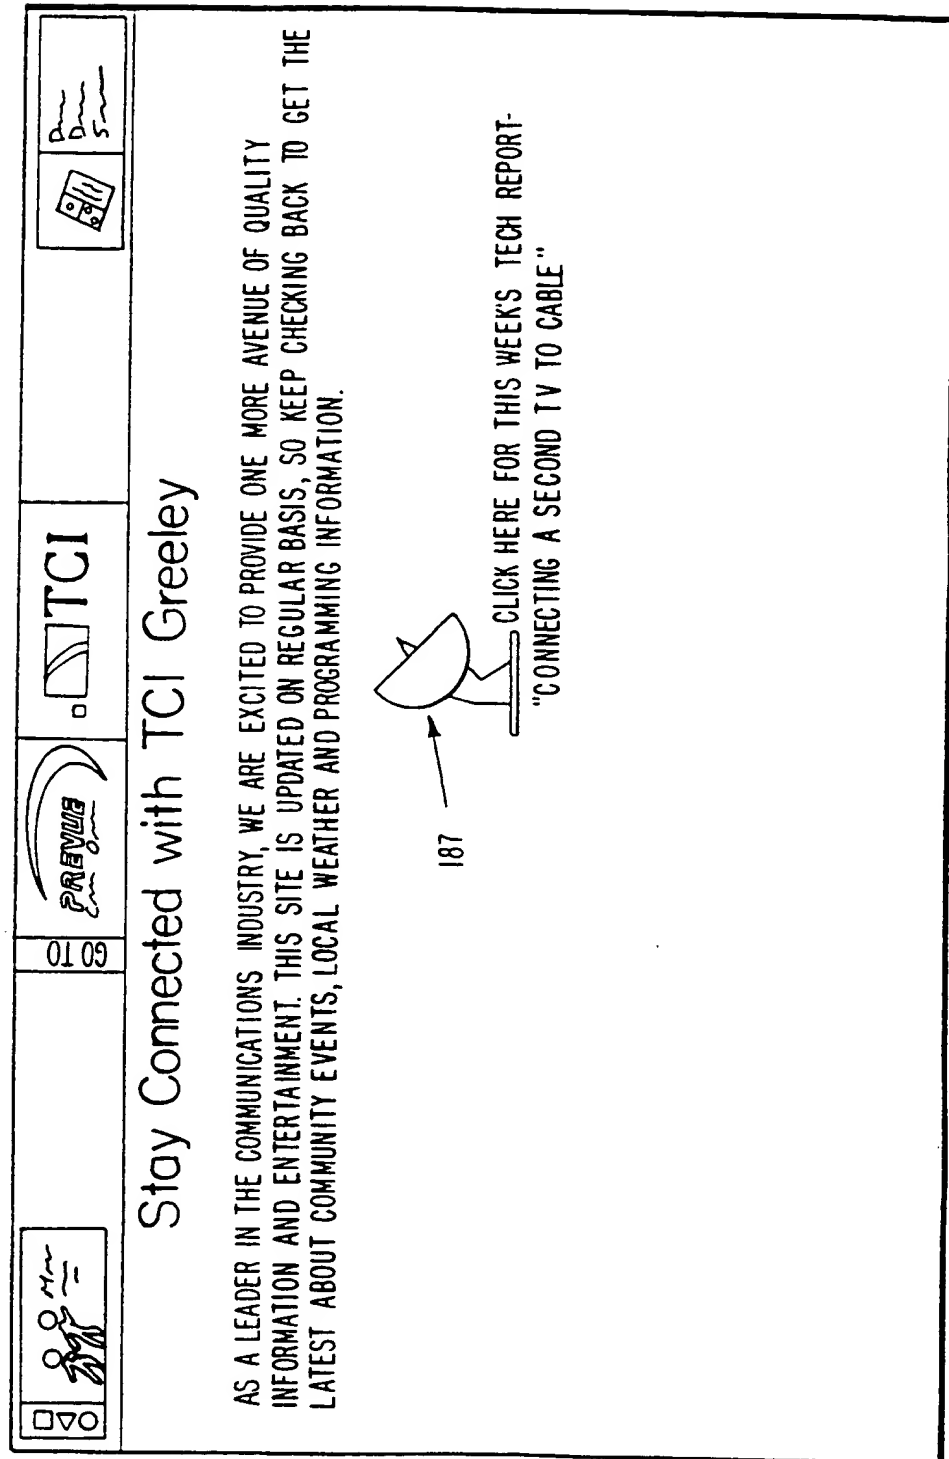 GO TO
PREVUE
TCI
Stay Connected with TCI Greeley
AS A LEADER IN THE COMMUNICATIONS INDUSTRY, WE ARE EXCITED TO PROVIDE ONE MORE AVENUE OF QUALITY
INFORMATION AND ENTERTAINMENT. THIS SITE IS UPDATED ON REGULAR BASIS, SO KEEP CHECKING BACK TO GET THE
LATEST ABOUT COMMUNITY EVENTS, LOCAL WEATHER AND PROGRAMMING INFORMATION.
187
CLICK HERE FOR THIS WEEK'S TECH REPORT-
"CONNECTING A SECOND TV TO CABLE"